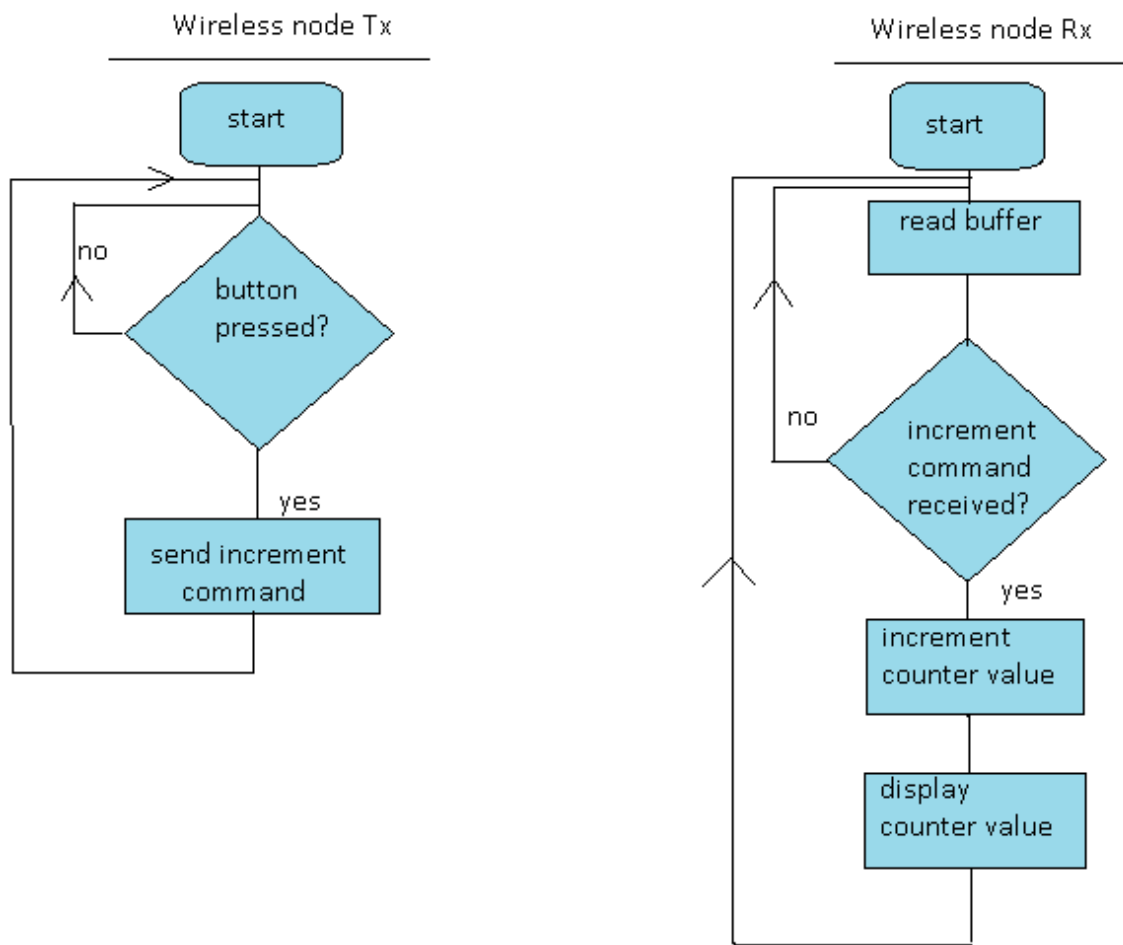 Wireless node Tx
start
no
button
pressed?
yes
send increment
command
Wireless node Rx
start
read buffer
no
increment
command
received?
yes
increment
counter value
display
counter value